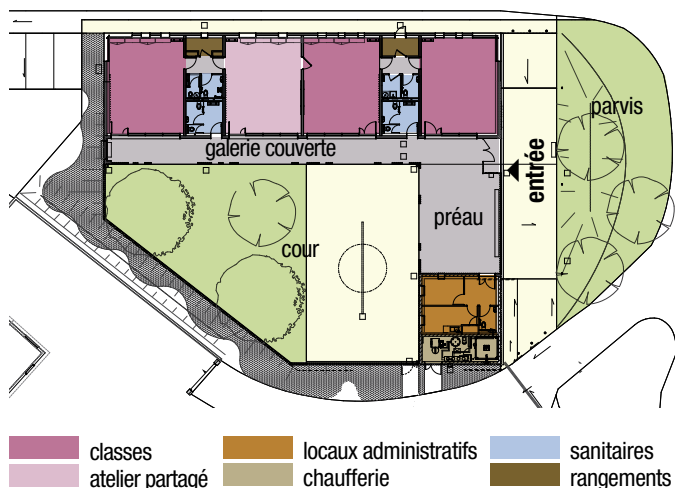 parvis
galerie couverte
entrée
préau
cour
classes
locaux administratifs
sanitaires
atelier partagé
chaufferie
rangements